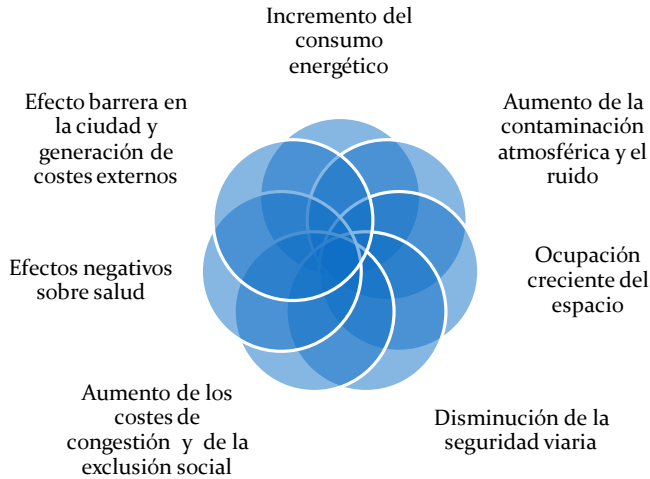 Incremento del
consumo
energético
Aumento de la
contaminación
atmosférica y el
ruido
Ocupación
creciente del
espacio
Disminución de la
seguridad viaria
Aumento de los
costes de
congestión y de la
exclusión social
Efectos negativos
sobre salud
Efecto barrera en
la ciudad y
generación de
costes externos